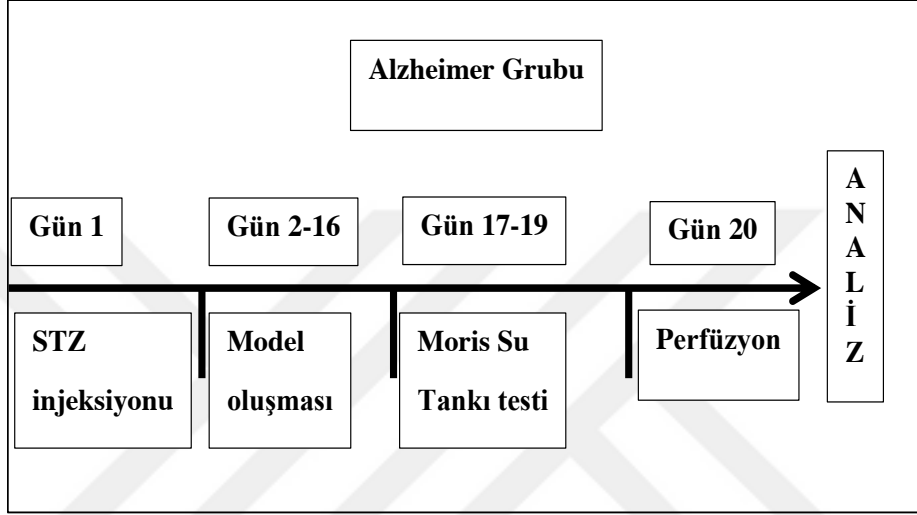 Alzheimer Grubu
Gün 1
Gün 2-16
Gün 17-19
Gün 20
STZ
injeksiyonu
Model
oluşması
Moris Su
Tankı testi
Perfüzyon
A
N
A
L
İ
Z